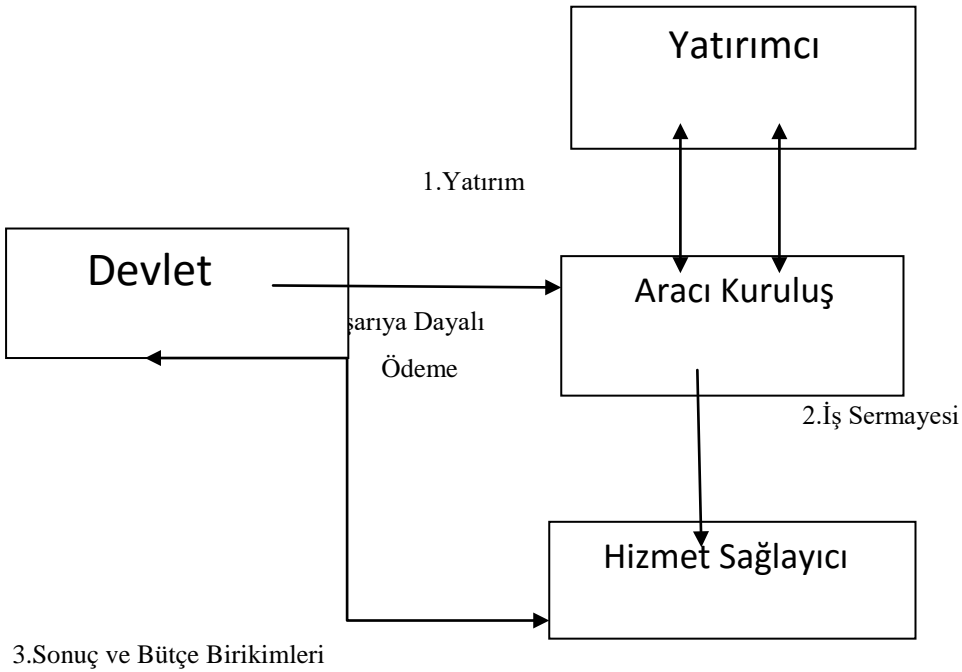 Yatırımcı
1.Yatırım
Devlet
Aracı Kuruluş
şarıya Dayalı
Ödeme
2.İş Sermayesi
Hizmet Sağlayıcı
3.Sonuç ve Bütçe Birikimleri